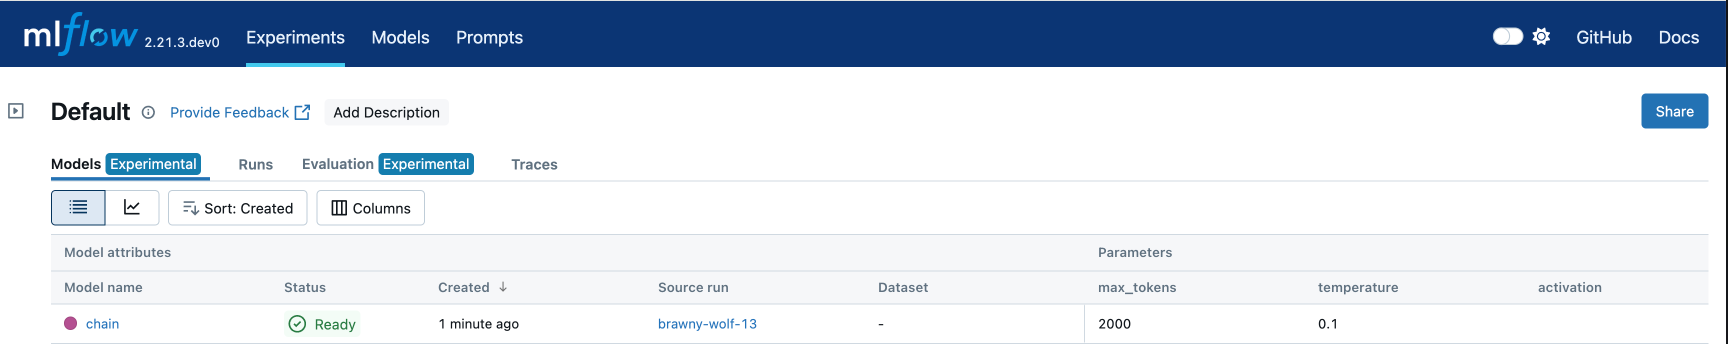 mlflow 2.21.3.dev0 Experiments Models Prompts GitHub Docs
Default Provide Feedback Add Description Share
Models Experimental Runs Evaluation Experimental Traces
Sort: Created Columns
Model attributes Parameters
Model name Status Created Source run Dataset max_tokens temperature activation
chain Ready 1 minute ago brawny-wolf-13 - 2000 0.1